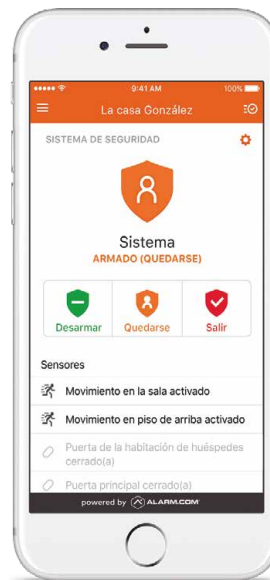 9:41 AM
100%
La casa González
SISTEMA DE SEGURIDAD
Sistema
ARMADO (QUEDARSE)
Desarmar
Quedarse
Salir
Sensores
Movimiento en la sala activado
Movimiento en piso de arriba activado
Puerta de la habitación de huéspedes
cerrado(a)
Puerta principal cerrado(a)
powered by ALARM.COM